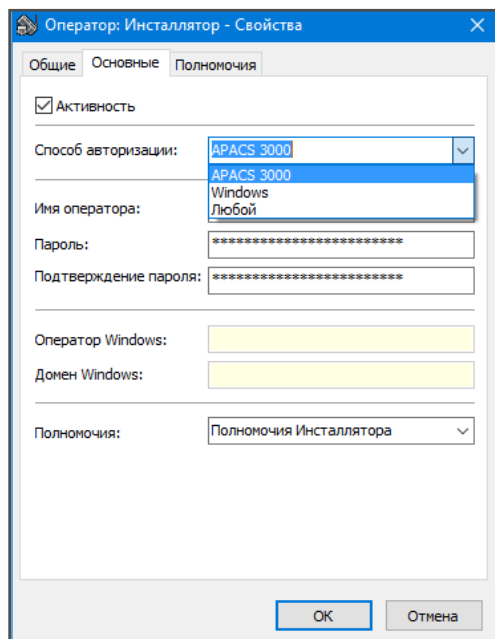 Оператор: Инсталлятор - Свойства
Общие Основные Полномочия
Активность
Способ авторизации: APACS 3000
APACS 3000
Windows
Любой
Имя оператора:
Пароль: ************************
Подтверждение пароля: ************************
Оператор Windows:
Домен Windows:
Полномочия: Полномочия Инсталлятора
OK Отмена